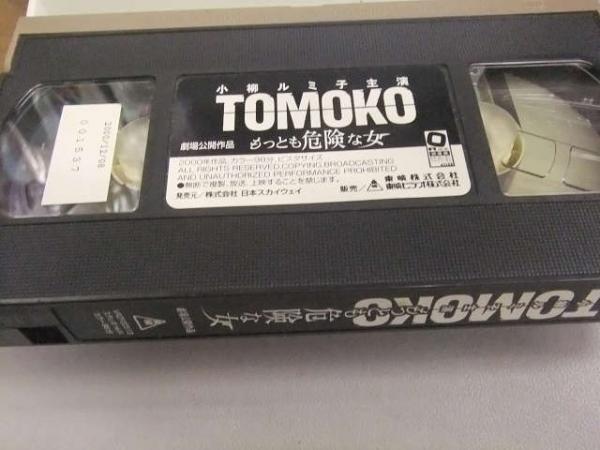 小柳ルミ子主演
TOMOKO
劇場公開作品
もっとも危険な女
2000年作品, カラー98分, ビスタサイズ
ALL RIGHTS RESERVED.COPYING,BROADCASTING
AND UNAUTHORIZED PERFORMANCE PROHIBITED
●無断で複製、放送、上映することを禁じます。
発売元/株式会社 日本スカイウェイ
販売/東映株式会社
東映ビデオ株式会社
2000/12/08
001537
TOMOKO
もっとも危険な女